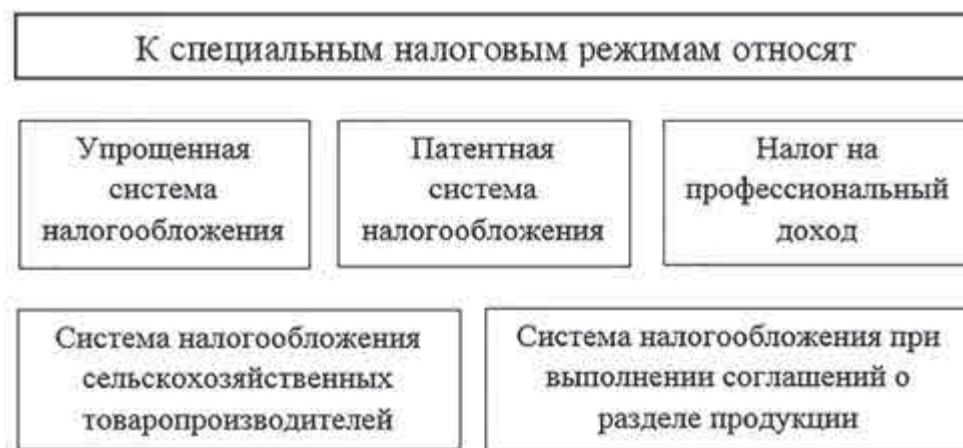 К специальным налоговым режимам относят
Упрощенная
система
налогообложения
Патентная
система
налогообложения
Налог на
профессиональный
доход
Система налогообложения
сельскохозяйственных
товаропроизводителей
Система налогообложения при
выполнении соглашений о
разделе продукции